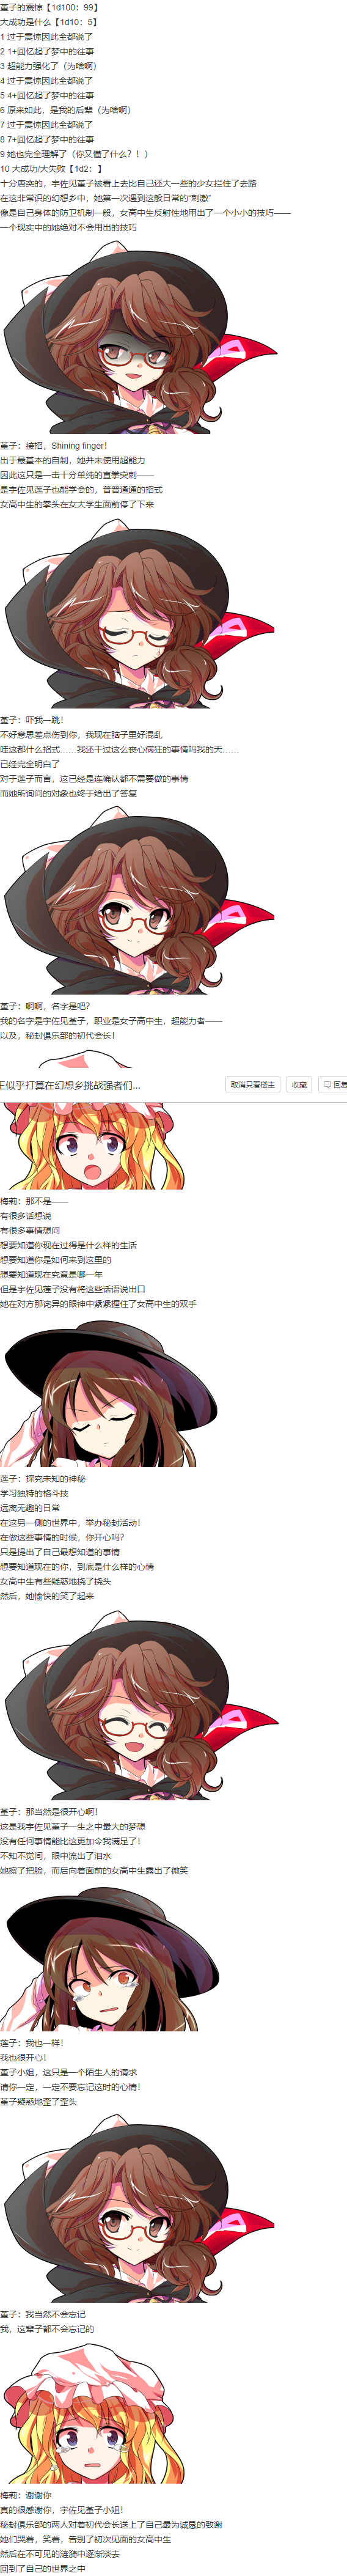 堇子的震惊【1d100：99】
大成功是什么【1d10：5】
1 过于震惊因此全都说了
2 1+回忆起了梦中的往事
3 超能力强化了（为啥啊）
4 过于震惊因此全都说了
5 4+回忆起了梦中的往事
6 原来如此，是我的后辈（为啥啊）
7 过于震惊因此全都说了
8 7+回忆起了梦中的往事
9 她也完全理解了（你又懂了什么？！）
10 大成功/大失败【1d2：】
十分唐突的，宇佐见堇子被看上去比自己还大一些的少女拦住了去路
在这非常识的幻想乡中，她第一次遇到这般日常的“刺激”
像是自己身体的防卫机制一般，女高中生反射性地用出了一个小小的技巧——
一个现实中的她绝对不会用出的技巧
堇子：接招，Shining finger！
出于最基本的自制，她并未使用超能力
因此这只是一击十分单纯的直拳突刺——
是宇佐见莲子也能学会的，普普通通的招式
女高中生的拳头在女大学生面前停了下来
堇子：吓我一跳！
不好意思差点伤到你，我现在脑子里好混乱
哇这都什么招式……我还干过这么丧心病狂的事情吗我的天……
已经完全明白了
对于莲子而言，这已经是连确认都不需要做的事情
而她所询问的对象也终于给出了答复
堇子：啊啊，名字是吧？
我的名字是宇佐见堇子，职业是女子高中生，超能力者——
以及，秘封俱乐部的初代会长！
王似乎打算在幻想乡挑战强者们...
取消只看楼主
收藏
回复
梅莉：那不是——
有很多话想说
有很多事情想问
想要知道你现在过得是什么样的生活
想要知道你是如何来到这里的
想要知道现在究竟是哪一年
但是宇佐见莲子没有将这些话语说出口
她在对方那诧异的眼神中紧紧握住了女高中生的双手
莲子：探究未知的神秘
学习独特的格斗技
远离无趣的日常
在这另一侧的世界中，举办秘封活动！
在做这些事情的时候，你开心吗？
只是提出了自己最想知道的事情
想要知道现在的你，到底是什么样的心情
女高中生有些疑惑地挠了挠头
然后，她愉快的笑了起来
堇子：那当然是很开心啊！
这是我宇佐见堇子一生之中最大的梦想
没有任何事情能比这更加令我满足了！
不知不觉间，眼中流出了泪水
她擦了把脸，而后向着面前的女高中生露出了微笑
莲子：我也一样！
我也很开心！
堇子小姐，这只是一个陌生人的请求
请你一定，一定不要忘记这时的心情！
堇子疑惑地歪了歪头
堇子：我当然不会忘记
我，这辈子都不会忘记的
梅莉：谢谢你
真的很感谢你，宇佐见堇子小姐！
秘封俱乐部的两人对着初代会长送上了自己最为诚恳的致谢
她们哭着，笑着，告别了初次见面的女高中生
然后在不可见的涟漪中逐渐淡去
回到了自己的世界之中